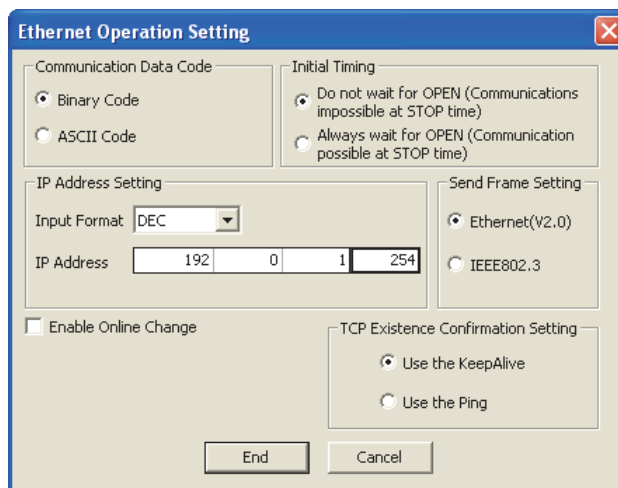 Ethernet Operation Setting
Communication Data Code
Binary Code
ASCII Code
Initial Timing
Do not wait for OPEN (Communications
impossible at STOP time)
Always wait for OPEN (Communication
possible at STOP time)
IP Address Setting
Input Format DEC
IP Address 192 0 1 254
Send Frame Setting
Ethernet(V2.0)
IEEE802.3
Enable Online Change
TCP Existence Confirmation Setting
Use the KeepAlive
Use the Ping
End Cancel